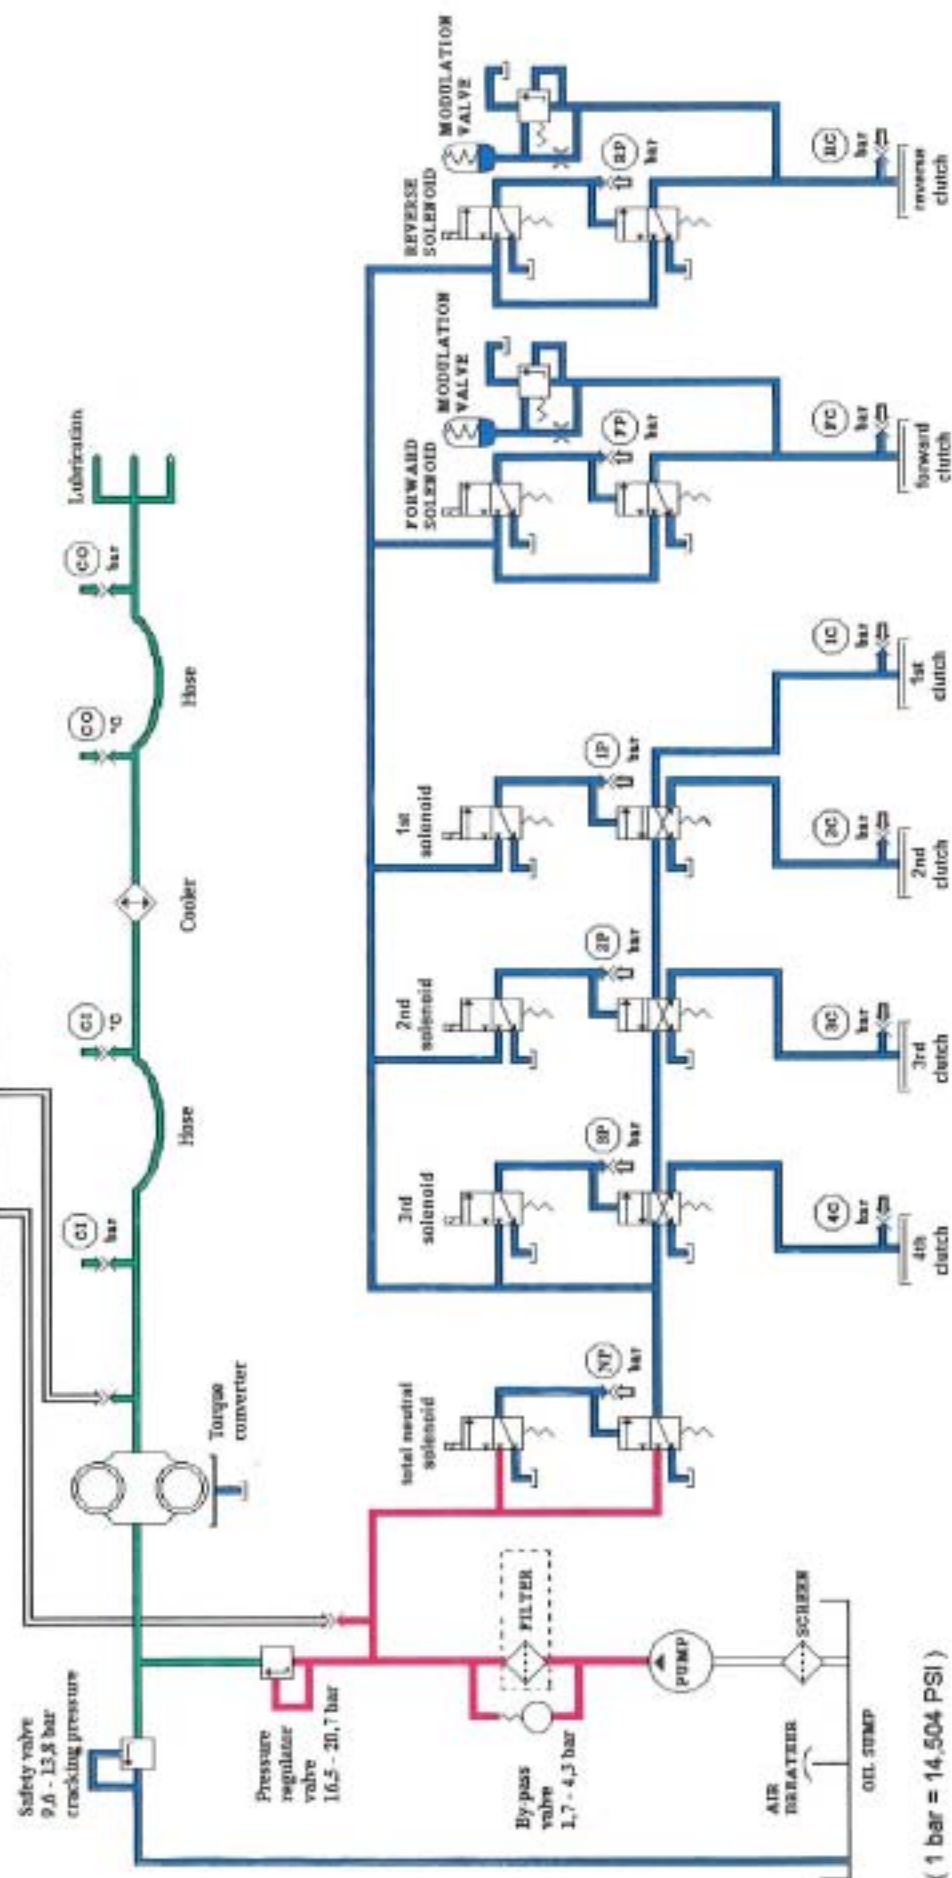 Safety valve
9,6 - 13,8 bar
cracking pressure
Pressure
regulator
valve
16,5 - 20,7 bar
By-pass
valve
1,7 - 4,3 bar
FILTER
PUMP
SCREEN
AIR
BREATHER
OIL SUMP
( 1 bar = 14,504 PSI )
Torque
converter
CI
bar
Hose
CI
°C
Cooler
CO
°C
Hose
CO
bar
Lubrication
total neutral
solenoid
NP
bar
3rd
solenoid
3P
bar
2nd
solenoid
2P
bar
1st
solenoid
1P
bar
FORWARD
SOLENOID
MODULATION
VALVE
FP
bar
REVERSE
SOLENOID
MODULATION
VALVE
RP
bar
4C
bar
4th
clutch
3C
bar
3rd
clutch
2C
bar
2nd
clutch
1C
bar
1st
clutch
FC
bar
forward
clutch
RC
bar
reverse
clutch